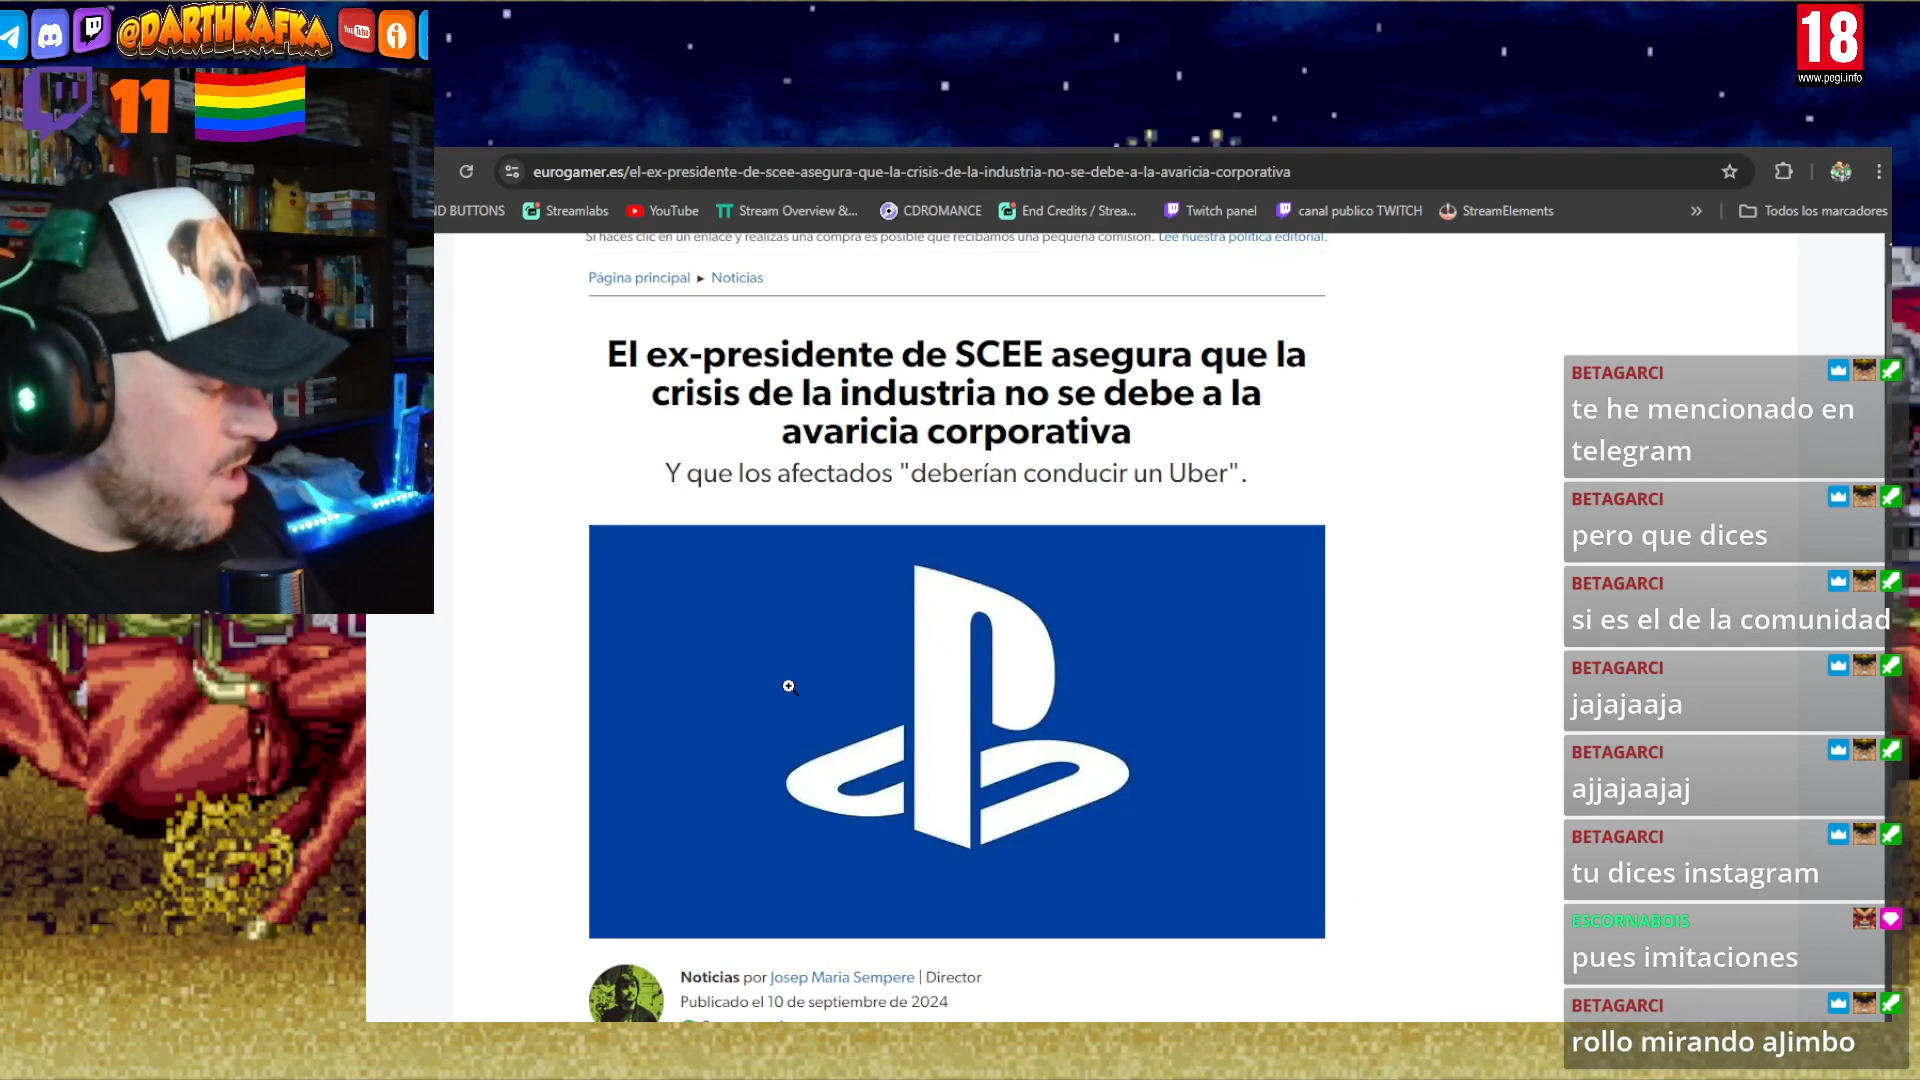 @DARTHKAFKA
YouTube
11
18
www.pegi.info
eurogamer.es/el-ex-presidente-de-scee-asegura-que-la-crisis-de-la-industria-no-se-debe-a-la-avaricia-corporativa
ND BUTTONS
Streamlabs
YouTube
Stream Overview &...
CDROMANCE
End Credits / Strea...
Twitch panel
canal publico TWITCH
StreamElements
»
Todos los marcadores
Si haces clic en un enlace y realizas una compra es posible que recibamos una pequeña comisión. Lee nuestra política editorial.
Página principal ► Noticias
El ex-presidente de SCEE asegura que la
crisis de la industria no se debe a la
avaricia corporativa
Y que los afectados "deberían conducir un Uber".
Noticias por Josep Maria Sempere | Director
Publicado el 10 de septiembre de 2024
BETAGARCI
te he mencionado en
telegram
BETAGARCI
pero que dices
BETAGARCI
si es el de la comunidad
BETAGARCI
jajajaaja
BETAGARCI
ajjajaajaj
BETAGARCI
tu dices instagram
ESCORNABOIS
pues imitaciones
BETAGARCI
rollo mirando aJimbo